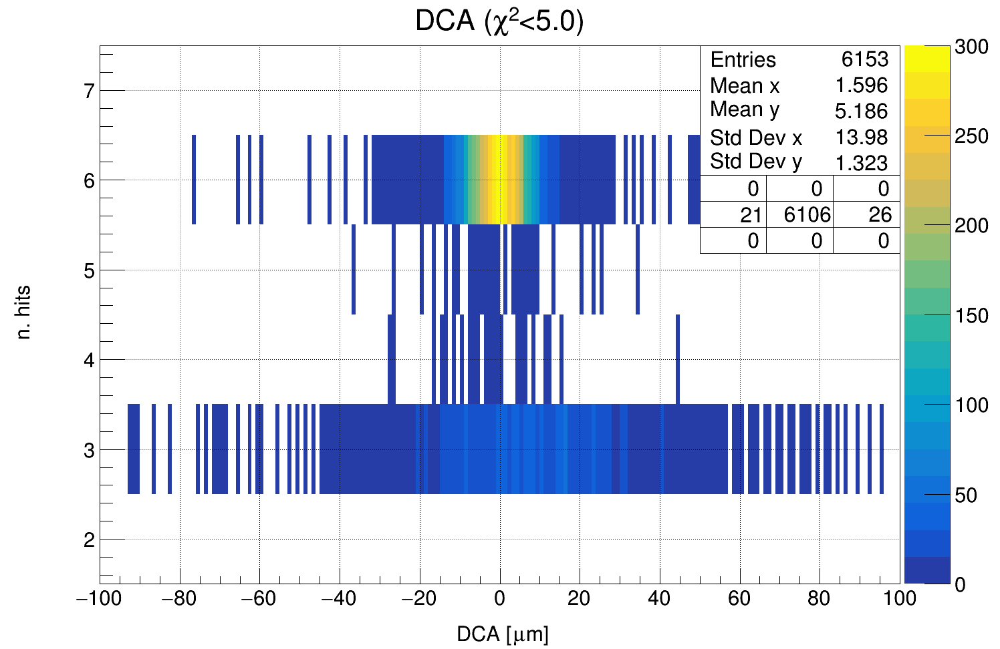 DCA (χ²<5.0)
Entries 6153
Mean x 1.596
Mean y 5.186
Std Dev x 13.98
Std Dev y 1.323
0 0 0
21 6106 26
0 0 0
300
250
200
150
100
50
0
7
6
5
4
3
2
n. hits
−100 −80 −60 −40 −20 0 20 40 60 80 100
DCA [μm]